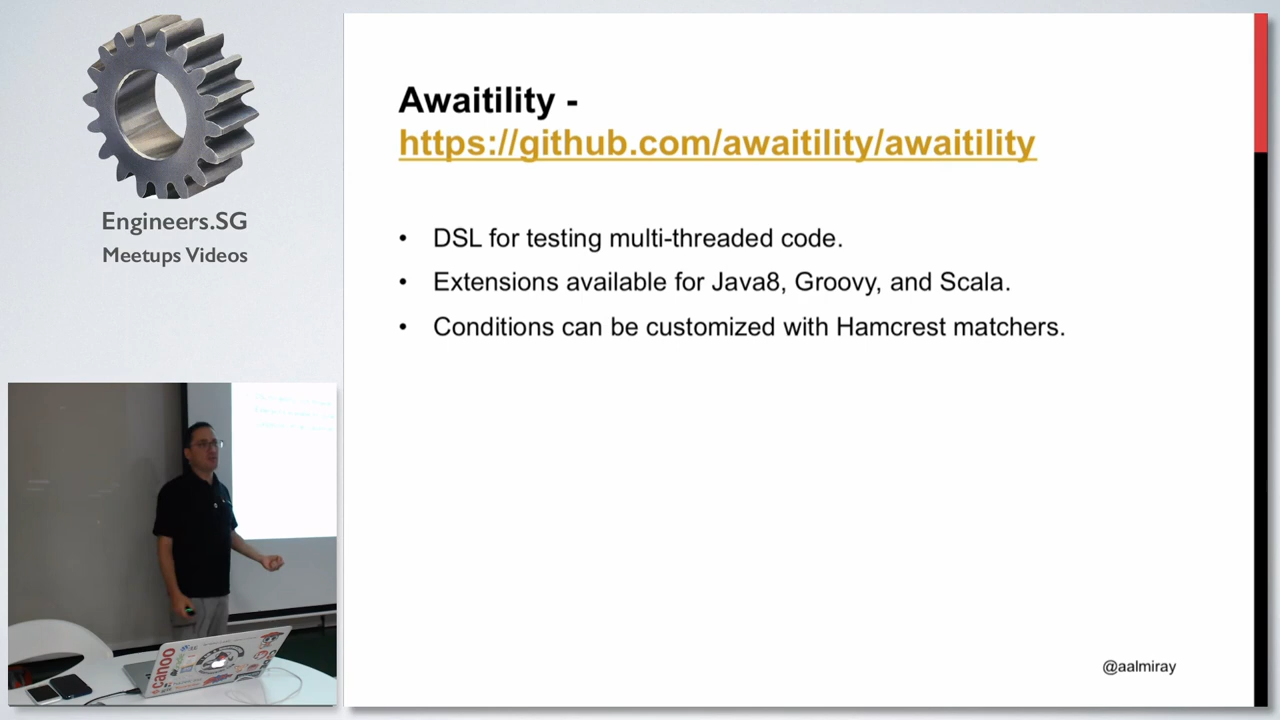 Engineers.SG
Meetups Videos
Awaitility -
https://github.com/awaitility/awaitility
• DSL for testing multi-threaded code.
• Extensions available for Java8, Groovy, and Scala.
• Conditions can be customized with Hamcrest matchers.
@aalmiray
canoo